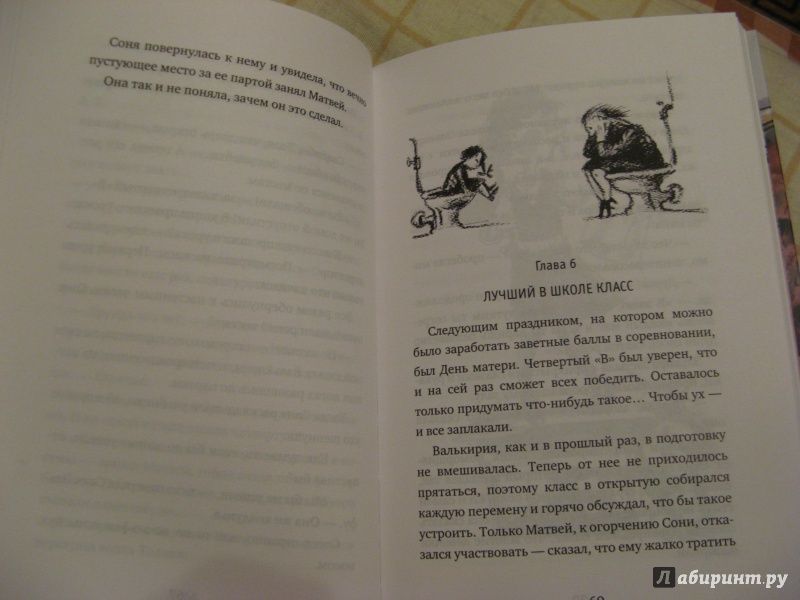 Соня повернулась к нему и увидела, что вечно
пустующее место за ее партой занял Матвей.
Она так и не поняла, зачем он это сделал.
Глава 6
ЛУЧШИЙ В ШКОЛЕ КЛАСС
Следующим праздником, на котором можно
было заработать заветные баллы в соревновании,
был День матери. Четвертый «В» был уверен, что
и на сей раз сможет всех победить. Оставалось
только придумать что-нибудь такое… Чтобы ух —
и все заплакали.
Валькирия, как и в прошлый раз, в подготовку
не вмешивалась. Теперь от нее не приходилось
прятаться, поэтому класс в открытую собирался
каждую перемену и горячо обсуждал, что бы такое
устроить. Только Матвей, к огорчению Сони, отка-
зался участвовать — сказал, что ему жалко тратить
Лабиринт.ру